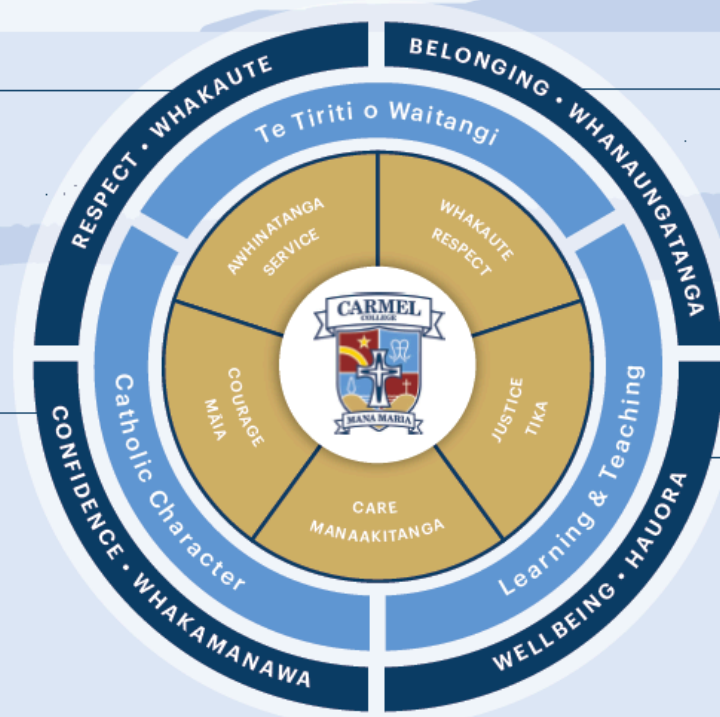 RESPECT • WHAKAUTE
BELONGING • WHANAUNGATANGA
Te Tiriti o Waitangi
AWHINATANGA
SERVICE
WHAKAUTE
RESPECT
CARMEL
COLLEGE
MANA MARIA
COURAGE
MĀIA
JUSTICE
TIKA
CARE
MANAAKITANGA
Catholic Character
Learning & Teaching
CONFIDENCE • WHAKAMANAWA
WELLBEING • HAUORA